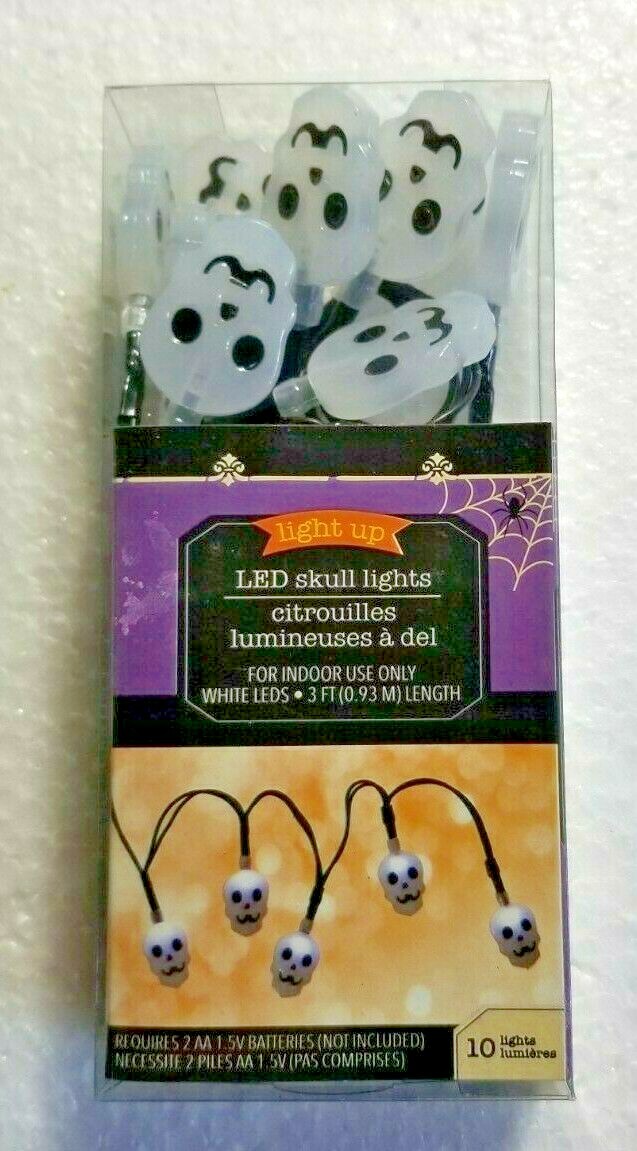 light up
LED skull lights
citrouilles
lumineuses à del
FOR INDOOR USE ONLY
WHITE LEDS • 3 FT (0.93 M) LENGTH
REQUIRES 2 AA 1.5V BATTERIES (NOT INCLUDED)
NECESSITE 2 PILES AA 1.5V (PAS COMPRISES)
10 lights
lumières